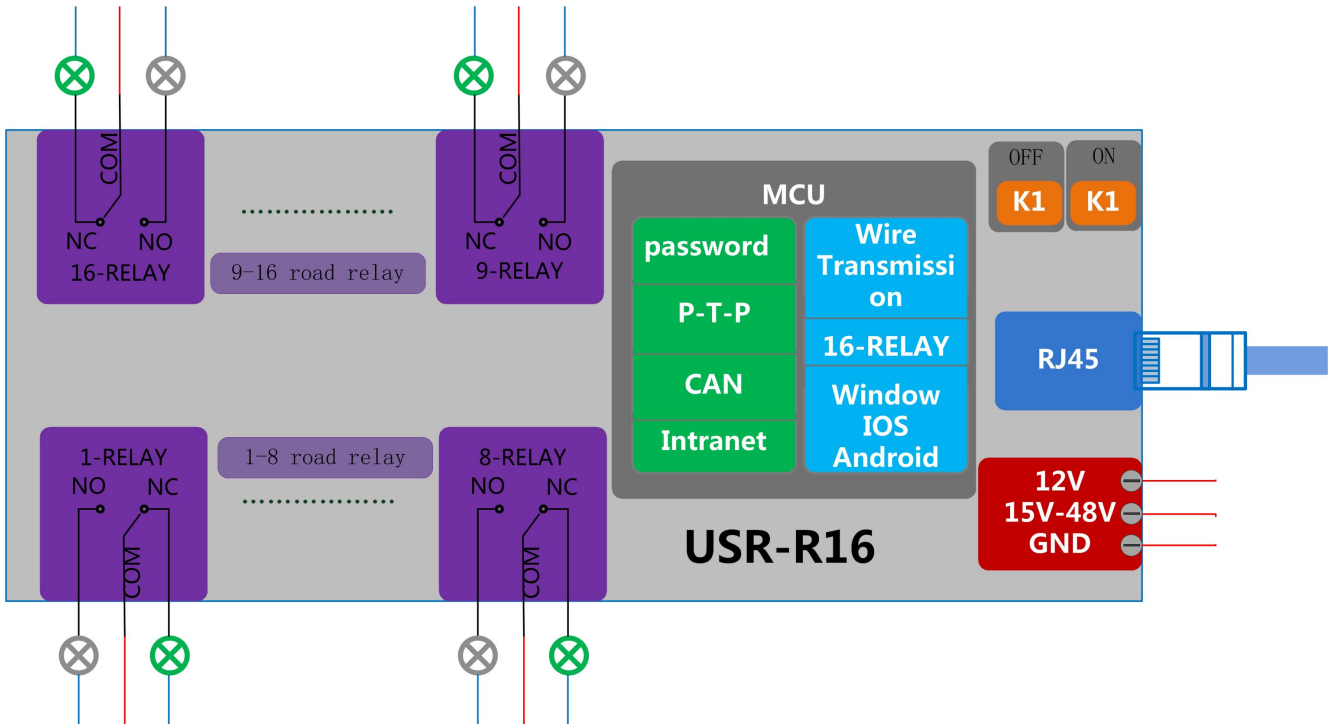 COM
NC
NO
16-RELAY
9-16 road relay
COM
NC
NO
9-RELAY
MCU
password
P-T-P
CAN
Intranet
Wire
Transmissi
on
16-RELAY
Window
IOS
Android
OFF
K1
ON
K1
RJ45
12V
15V-48V
GND
1-RELAY
NO
NC
COM
1-8 road relay
8-RELAY
NO
NC
COM
USR-R16